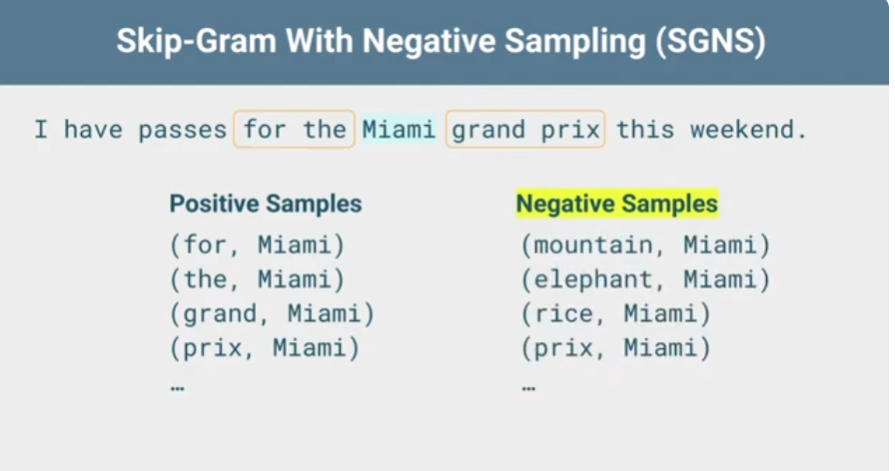 Skip-Gram With Negative Sampling (SGNS)
I have passes for the Miami grand prix this weekend.
Positive Samples
(for, Miami)
(the, Miami)
(grand, Miami)
(prix, Miami)
…
Negative Samples
(mountain, Miami)
(elephant, Miami)
(rice, Miami)
(prix, Miami)
…